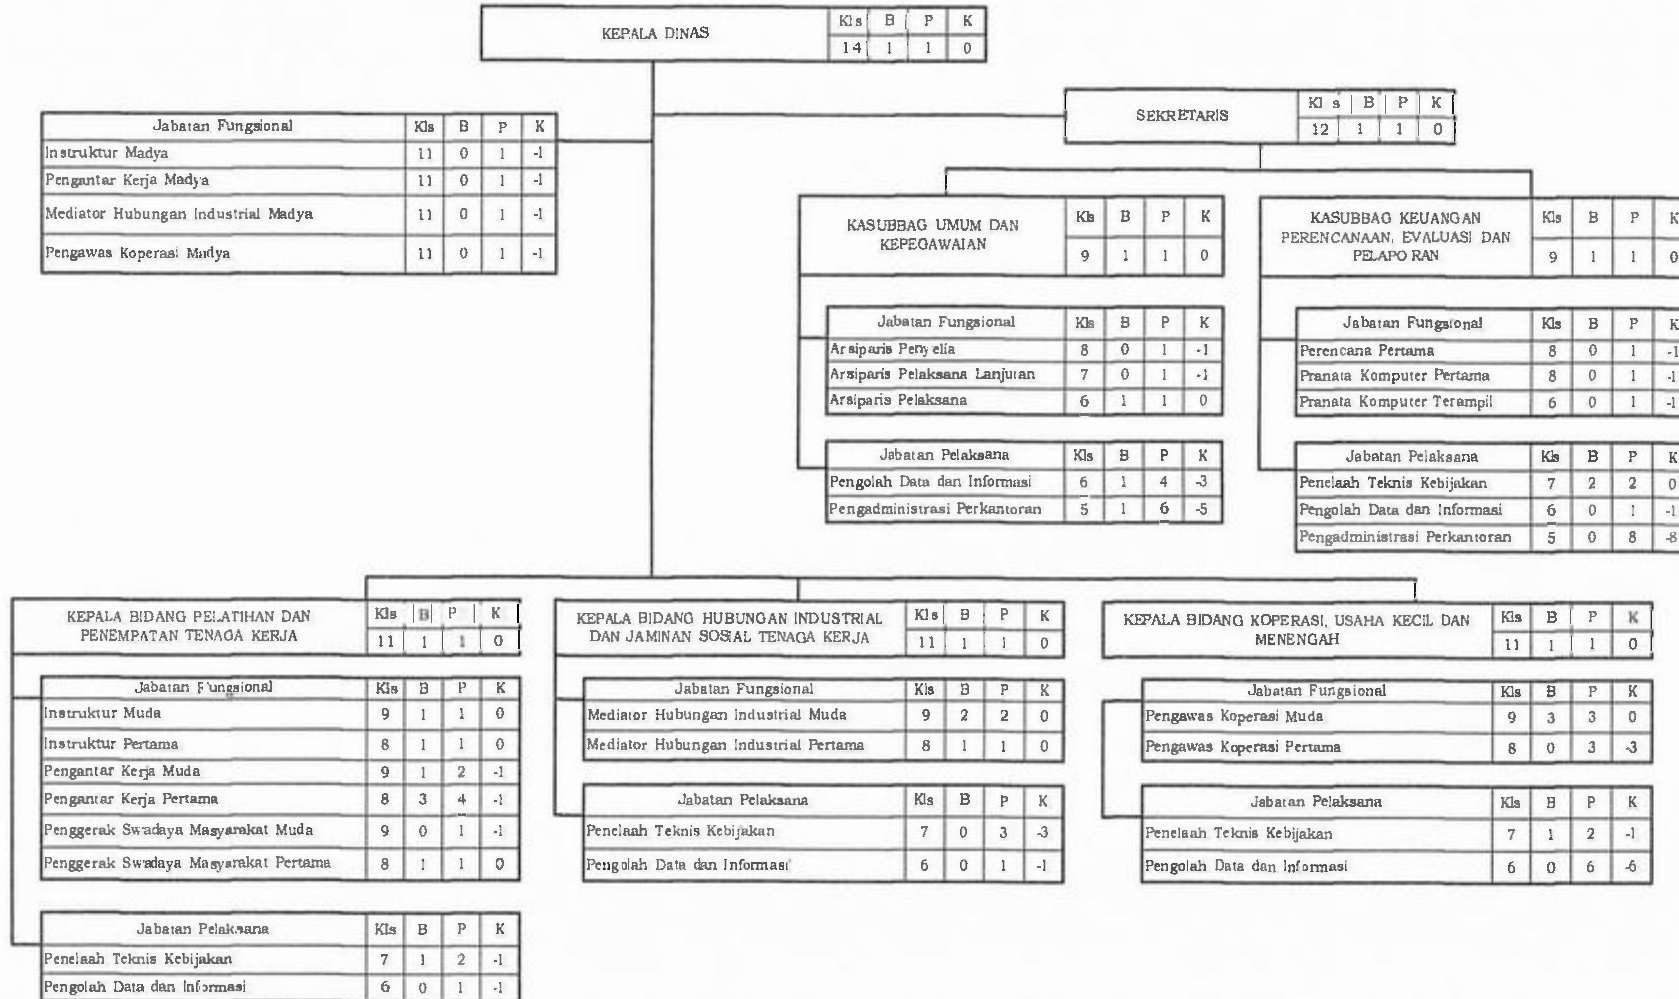 KEPALA DINAS Kls B P K
14 1 1 0
SEKRETARIS Kls B P K
12 1 1 0
Jabatan Fungsional Kls B P K
Instruktur Madya 11 0 1 -1
Pengantar Kerja Madya 11 0 1 -1
Mediator Hubungan Industrial Madya 11 0 1 -1
Pengawas Koperasi Madya 11 0 1 -1
KASUBBAG UMUM DAN
KEPEGAWAIAN
Kls B P K
9 1 1 0
Jabatan Fungsional Kls B P K
Arsiparis Penyelia 8 0 1 -1
Arsiparis Pelaksana Lanjutan 7 0 1 -1
Arsiparis Pelaksana 6 1 1 0
Jabatan Pelaksana Kls B P K
Pengolah Data dan Informasi 6 1 4 -3
Pengadministrasi Perkantoran 5 1 6 -5
KASUBBAG KEUANGAN
PERENCANAAN, EVALUASI DAN
PELAPORAN
Kls B P K
9 1 1 0
Jabatan Fungsional Kls B P K
Perencana Pertama 8 0 1 -1
Pranata Komputer Pertama 8 0 1 -1
Pranata Komputer Terampil 6 0 1 -1
Jabatan Pelaksana Kls B P K
Penelaah Teknis Kebijakan 7 2 2 0
Pengolah Data dan Informasi 6 0 1 -1
Pengadministrasi Perkantoran 5 0 8 -8
KEPALA BIDANG PELATIHAN DAN
PENEMPATAN TENAGA KERJA
Kls B P K
11 1 1 0
Jabatan Fungsional Kls B P K
Instruktur Muda 9 1 1 0
Instruktur Pertama 8 1 1 0
Pengantar Kerja Muda 9 1 2 -1
Pengantar Kerja Pertama 8 3 4 -1
Penggerak Swadaya Masyarakat Muda 9 0 1 -1
Penggerak Swadaya Masyarakat Pertama 8 1 1 0
Jabatan Pelaksana Kls B P K
Penelaah Teknis Kebijakan 7 1 2 -1
Pengolah Data dan Informasi 6 0 1 -1
KEPALA BIDANG HUBUNGAN INDUSTRIAL
DAN JAMINAN SOSIAL TENAGA KERJA
Kls B P K
11 1 1 0
Jabatan Fungsional Kls B P K
Mediator Hubungan Industrial Muda 9 2 2 0
Mediator Hubungan Industrial Pertama 8 1 1 0
Jabatan Pelaksana Kls B P K
Penelaah Teknis Kebijakan 7 0 3 -3
Pengolah Data dan Informasi 6 0 1 -1
KEPALA BIDANG KOPERASI, USAHA KECIL DAN
MENENGAH
Kls B P K
11 1 1 0
Jabatan Fungsional Kls B P K
Pengawas Koperasi Muda 9 3 3 0
Pengawas Koperasi Pertama 8 0 3 -3
Jabatan Pelaksana Kls B P K
Penelaah Teknis Kebijakan 7 1 2 -1
Pengolah Data dan Informasi 6 0 6 -6